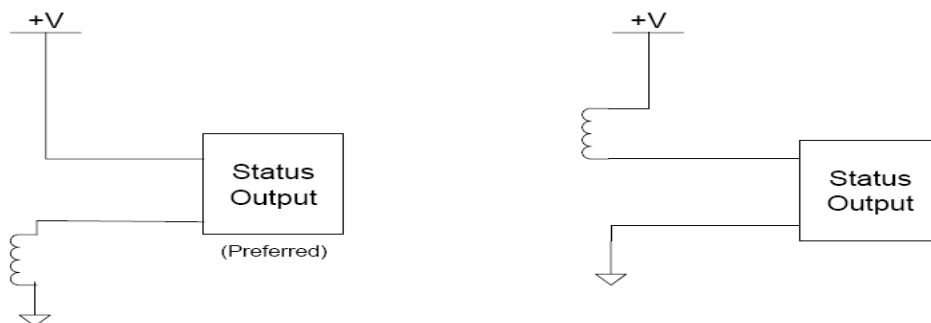 +V
Status
Output
(Preferred)
+V
Status
Output